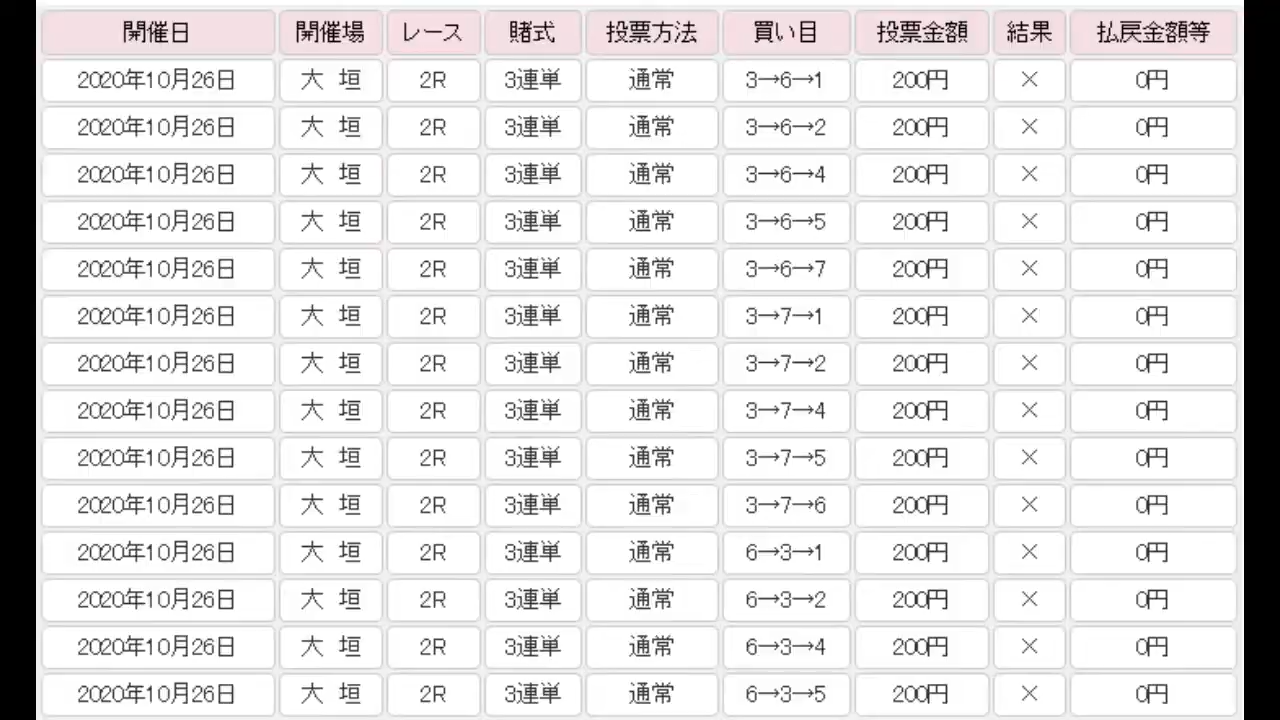 開催日 開催場 レース 賭式 投票方法 買い目 投票金額 結果 払戻金額等
2020年10月26日 大 垣 2R 3連単 通常 3→6→1 200円 × 0円
2020年10月26日 大 垣 2R 3連単 通常 3→6→2 200円 × 0円
2020年10月26日 大 垣 2R 3連単 通常 3→6→4 200円 × 0円
2020年10月26日 大 垣 2R 3連単 通常 3→6→5 200円 × 0円
2020年10月26日 大 垣 2R 3連単 通常 3→6→7 200円 × 0円
2020年10月26日 大 垣 2R 3連単 通常 3→7→1 200円 × 0円
2020年10月26日 大 垣 2R 3連単 通常 3→7→2 200円 × 0円
2020年10月26日 大 垣 2R 3連単 通常 3→7→4 200円 × 0円
2020年10月26日 大 垣 2R 3連単 通常 3→7→5 200円 × 0円
2020年10月26日 大 垣 2R 3連単 通常 3→7→6 200円 × 0円
2020年10月26日 大 垣 2R 3連単 通常 6→3→1 200円 × 0円
2020年10月26日 大 垣 2R 3連単 通常 6→3→2 200円 × 0円
2020年10月26日 大 垣 2R 3連単 通常 6→3→4 200円 × 0円
2020年10月26日 大 垣 2R 3連単 通常 6→3→5 200円 × 0円